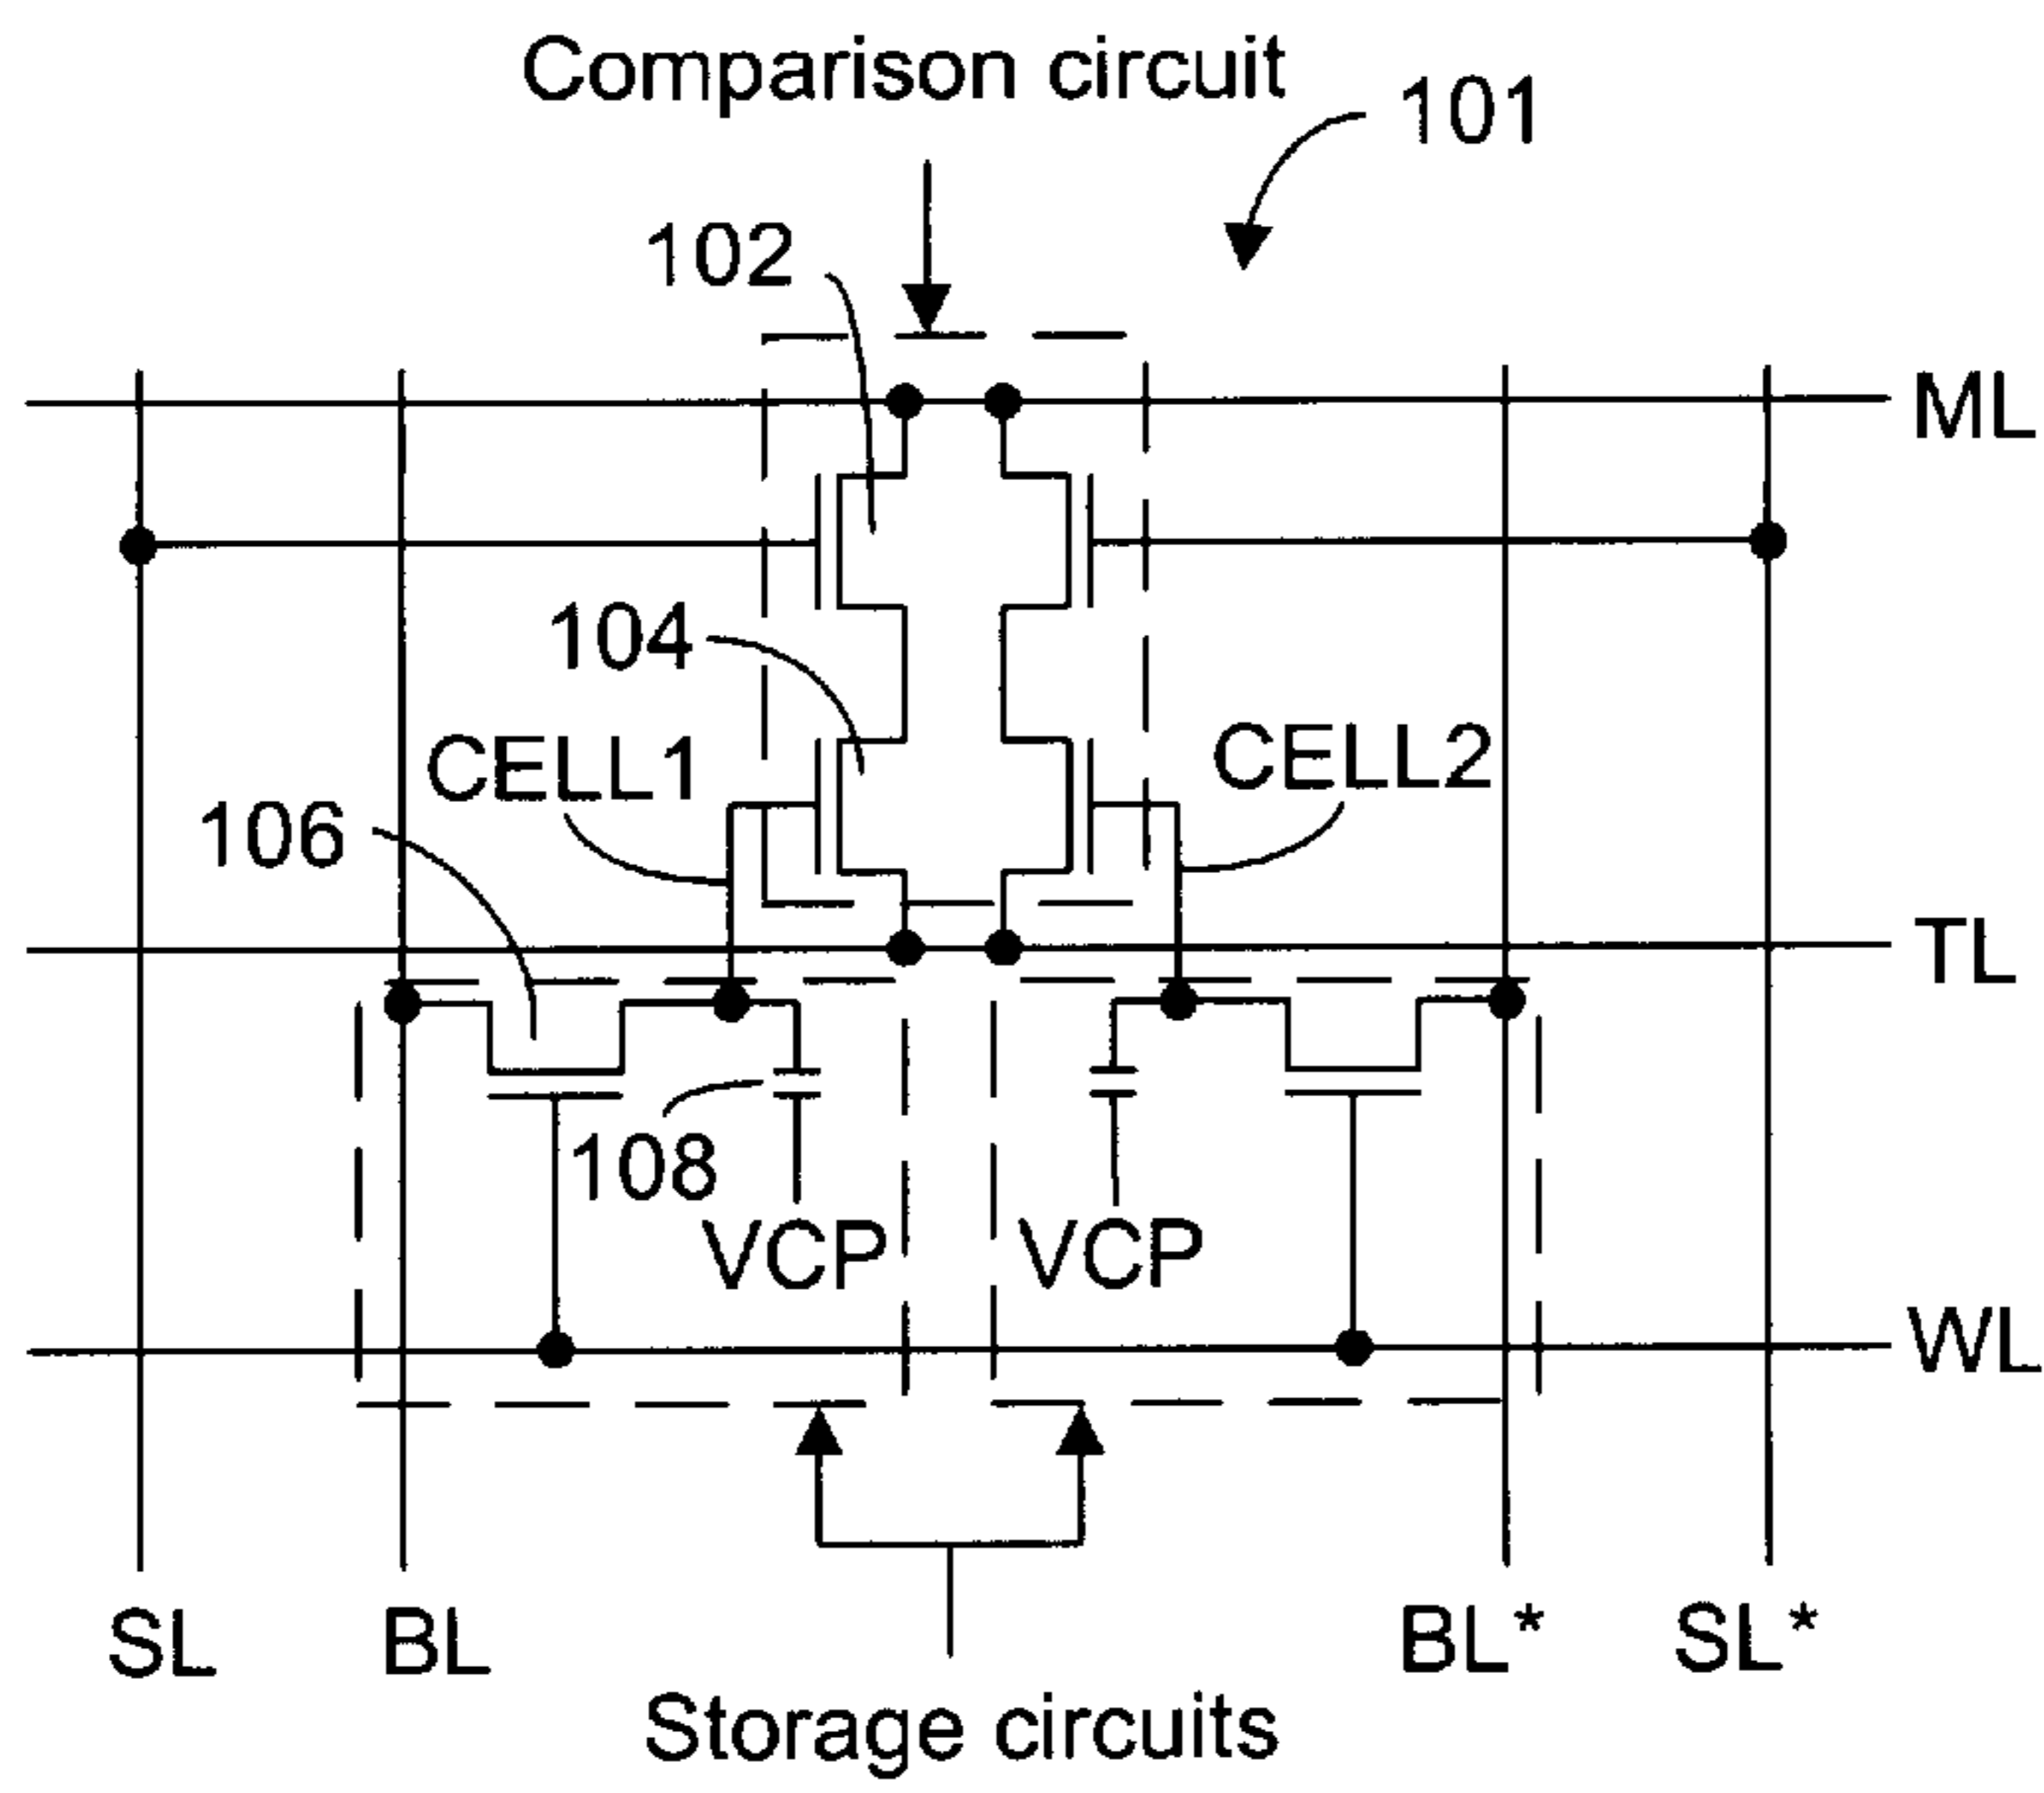 Comparison circuit
101
102
ML
104
CELL1
CELL2
106
TL
108
VCP
VCP
WL
SL
BL
BL*
SL*
Storage circuits